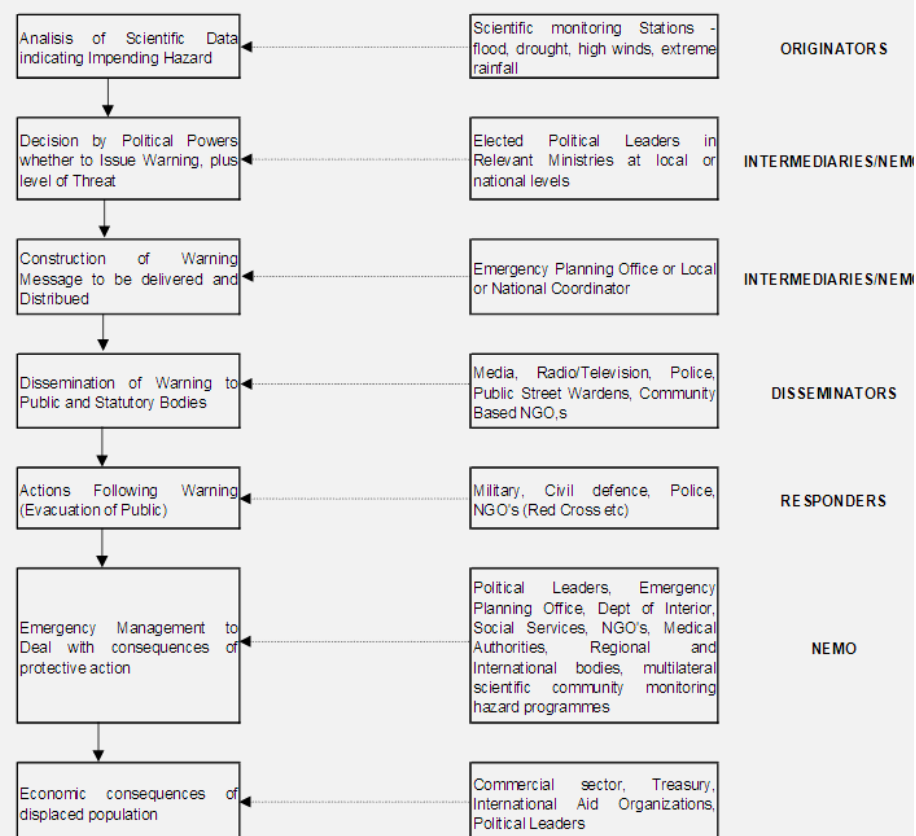 Analisis of Scientific Data
indicating Impending Hazard
Scientific monitoring Stations -
flood, drought, high winds, extreme
rainfall
ORIGINATORS
Decision by Political Powers
whether to Issue Warning, plus
level of Threat
Elected Political Leaders in
Relevant Ministries at local or
national levels
INTERMEDIARIES/NEMO
Construction of Warning
Message to be delivered and
Distribued
Emergency Planning Office or Local
or National Coordinator
INTERMEDIARIES/NEMO
Dissemination of Warning to
Public and Statutory Bodies
Media, Radio/Television, Police,
Public Street Wardens, Community
Based NGO,s
DISSEMINATORS
Actions Following Warning
(Evacuation of Public)
Military, Civil defence, Police,
NGO's (Red Cross etc)
RESPONDERS
Emergency Management to
Deal with consequences of
protective action
Political Leaders, Emergency
Planning Office, Dept of Interior,
Social Services, NGO's, Medical
Authorities, Regional and
International bodies, multilateral
scientific community monitoring
hazard programmes
NEMO
Economic consequences of
displaced population
Commercial sector, Treasury,
International Aid Organizations,
Political Leaders